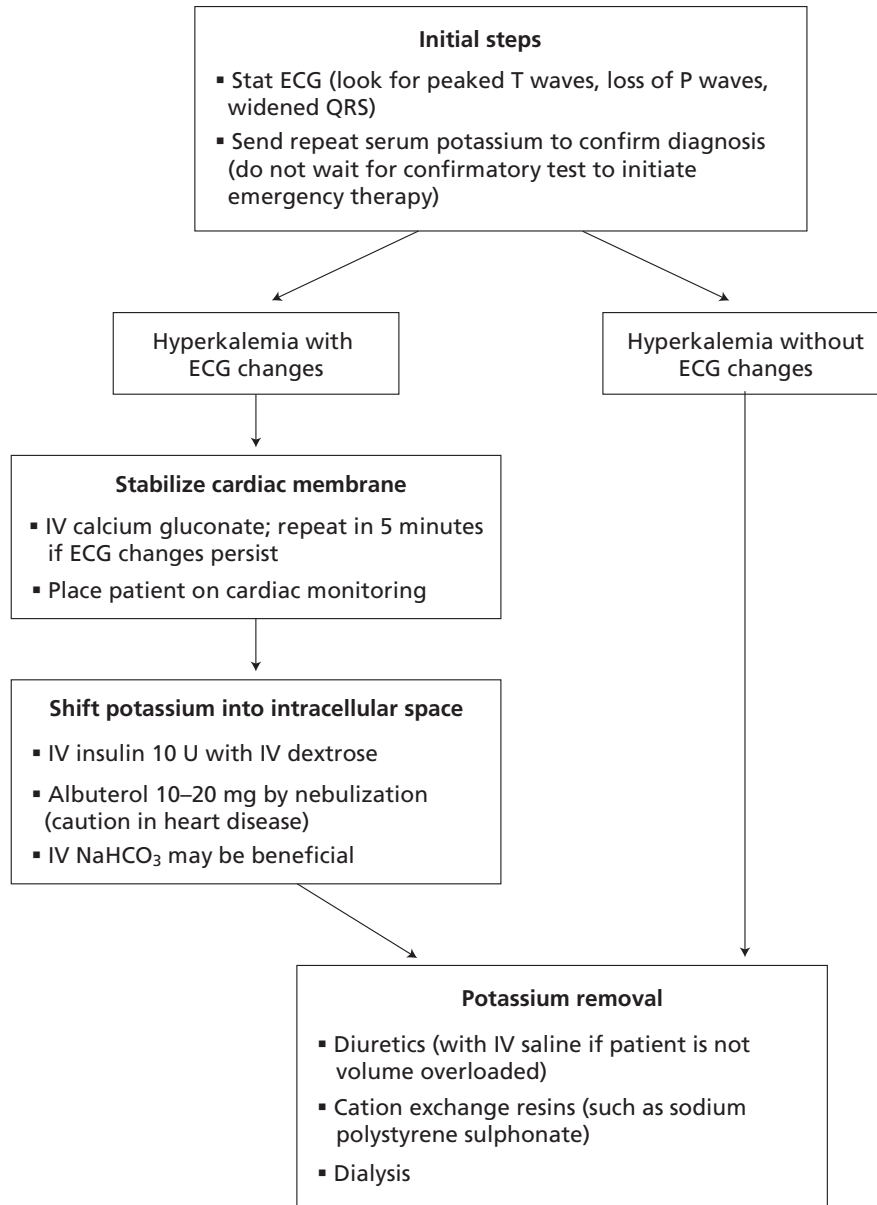 Initial steps
▪ Stat ECG (look for peaked T waves, loss of P waves,
widened QRS)
▪ Send repeat serum potassium to confirm diagnosis
(do not wait for confirmatory test to initiate
emergency therapy)
Hyperkalemia with
ECG changes
Hyperkalemia without
ECG changes
Stabilize cardiac membrane
▪ IV calcium gluconate; repeat in 5 minutes
if ECG changes persist
▪ Place patient on cardiac monitoring
Shift potassium into intracellular space
▪ IV insulin 10 U with IV dextrose
▪ Albuterol 10–20 mg by nebulization
(caution in heart disease)
▪ IV NaHCO₃ may be beneficial
Potassium removal
▪ Diuretics (with IV saline if patient is not
volume overloaded)
▪ Cation exchange resins (such as sodium
polystyrene sulphonate)
▪ Dialysis